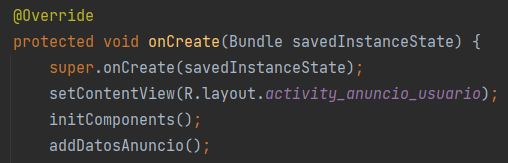 @Override
protected void onCreate(Bundle savedInstanceState) {
super.onCreate(savedInstanceState);
setContentView(R.layout.activity_anuncio_usuario);
initComponents();
addDatosAnuncio();